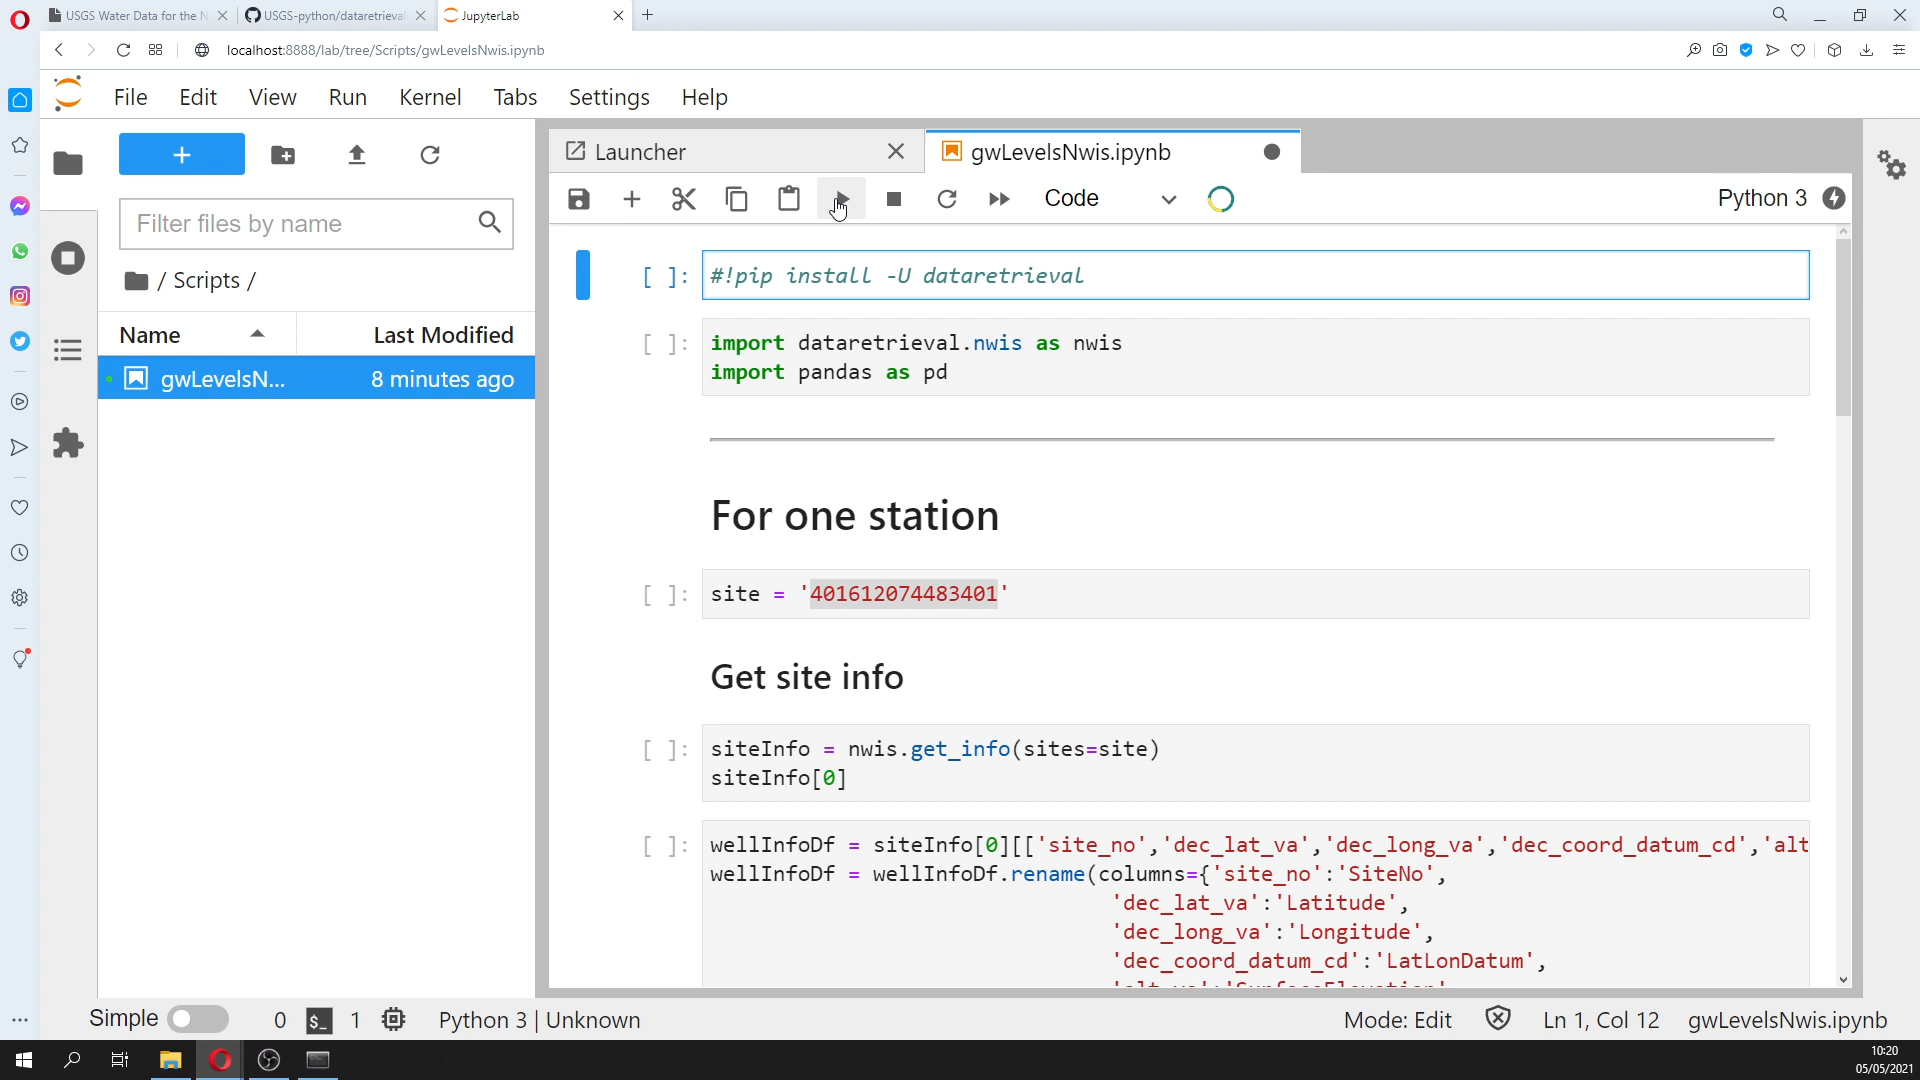 USGS Water Data for the N
USGS-python/dataretrieval
JupyterLab
localhost:8888/lab/tree/Scripts/gwLevelsNwis.ipynb
File Edit View Run Kernel Tabs Settings Help
Launcher
gwLevelsNwis.ipynb
Code
Python 3
Filter files by name
/ Scripts /
Name
Last Modified
gwLevelsN...
8 minutes ago
[ ]: #!pip install -U dataretrieval
[ ]: import dataretrieval.nwis as nwis
import pandas as pd
For one station
[ ]: site = '401612074483401'
Get site info
[ ]: siteInfo = nwis.get_info(sites=site)
siteInfo[0]
[ ]: wellInfoDf = siteInfo[0][['site_no','dec_lat_va','dec_long_va','dec_coord_datum_cd','alt
wellInfoDf = wellInfoDf.rename(columns={'site_no':'SiteNo',
'dec_lat_va':'Latitude',
'dec_long_va':'Longitude',
'dec_coord_datum_cd':'LatLonDatum',
Simple
0
$_
1
Python 3 | Unknown
Mode: Edit
Ln 1, Col 12
gwLevelsNwis.ipynb
10:20
05/05/2021